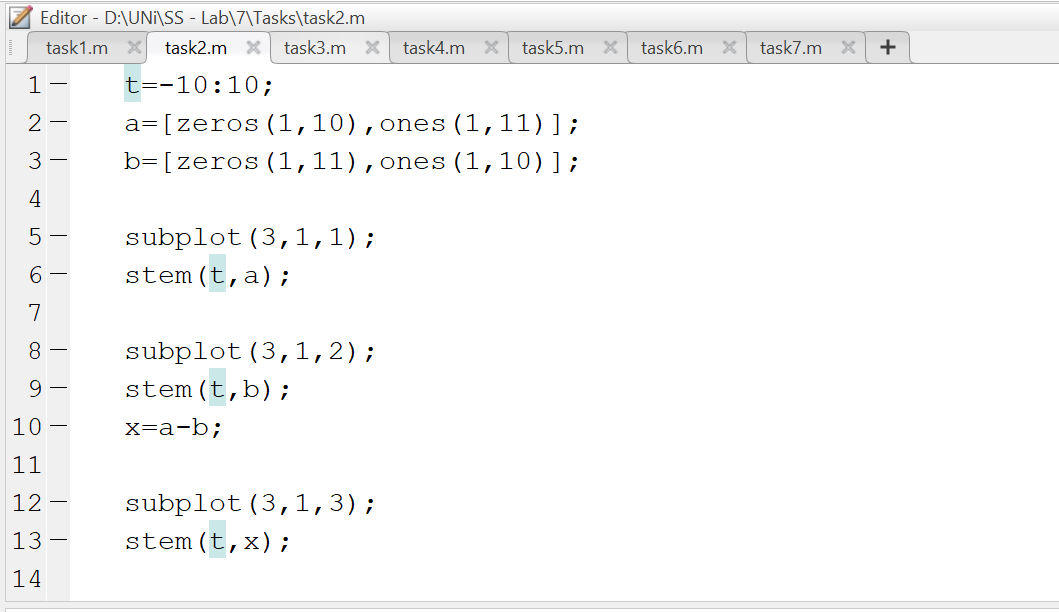 Editor - D:\UNi\SS - Lab\7\Tasks\task2.m
task1.m task2.m task3.m task4.m task5.m task6.m task7.m +
1 t=-10:10;
2 a=[zeros(1,10),ones(1,11)];
3 b=[zeros(1,11),ones(1,10)];
4
5 subplot(3,1,1);
6 stem(t,a);
7
8 subplot(3,1,2);
9 stem(t,b);
10 x=a-b;
11
12 subplot(3,1,3);
13 stem(t,x);
14